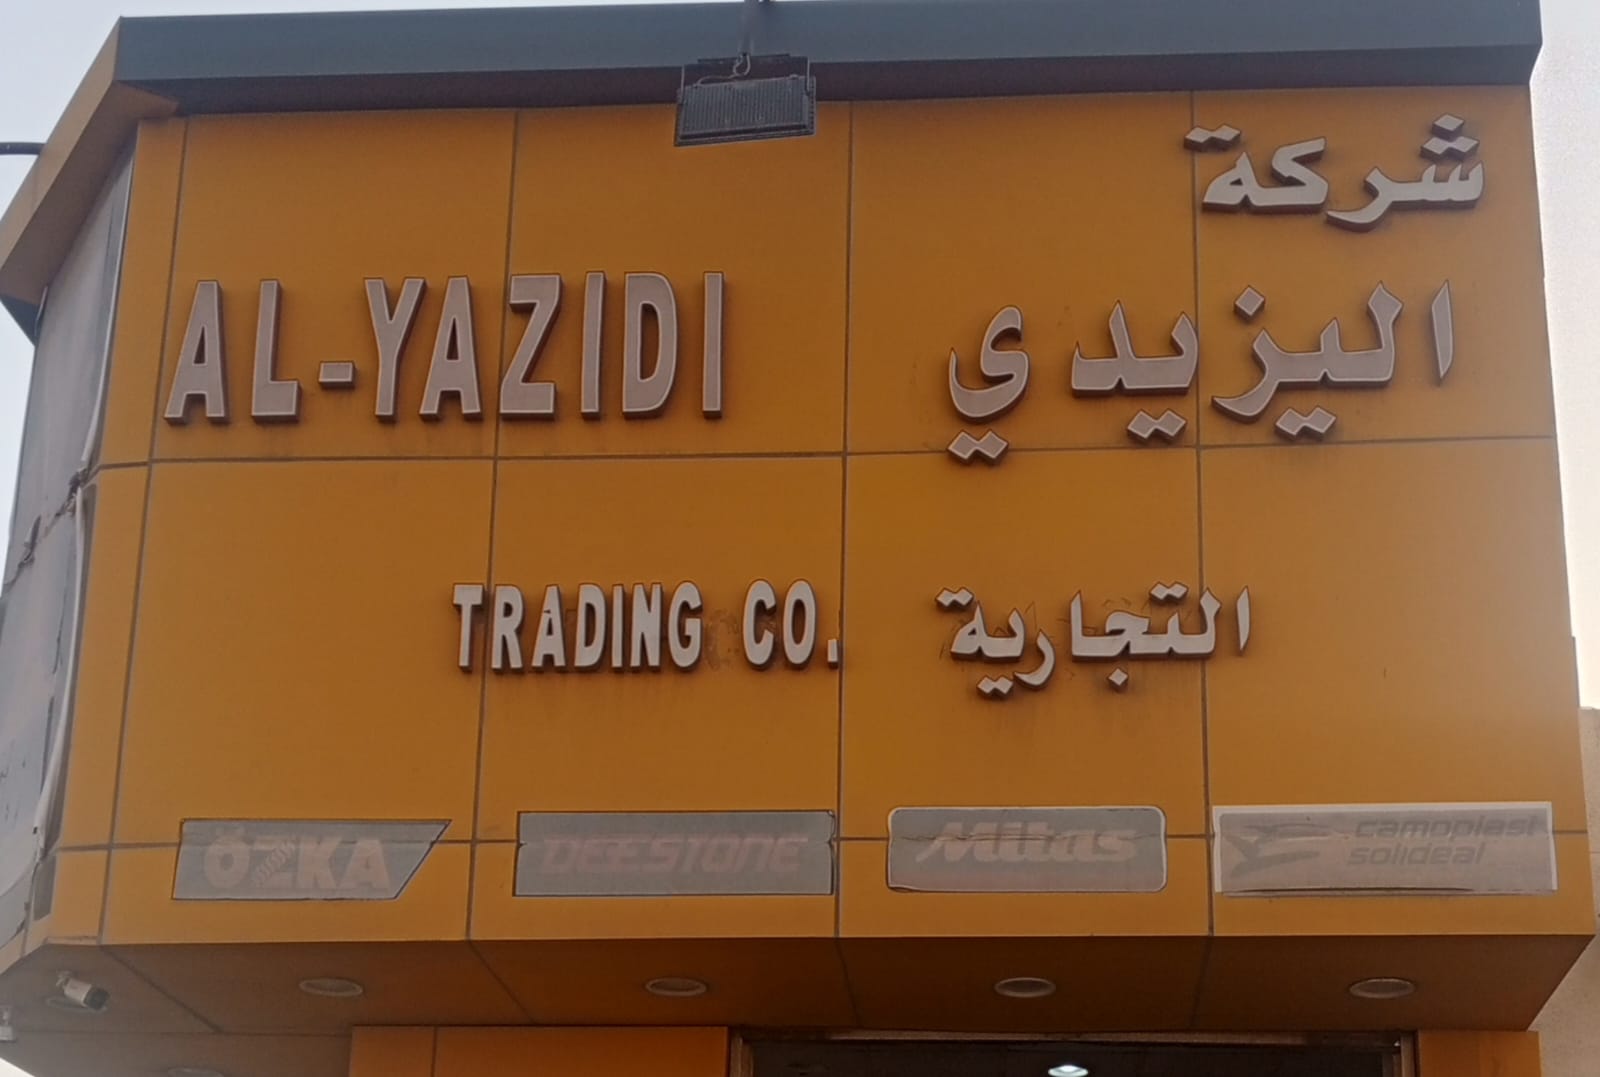 شركة
AL-YAZIDI اليزيدي
TRADING CO. التجارية
ÖZKA DEESTONE Mitas camoplast
solideal